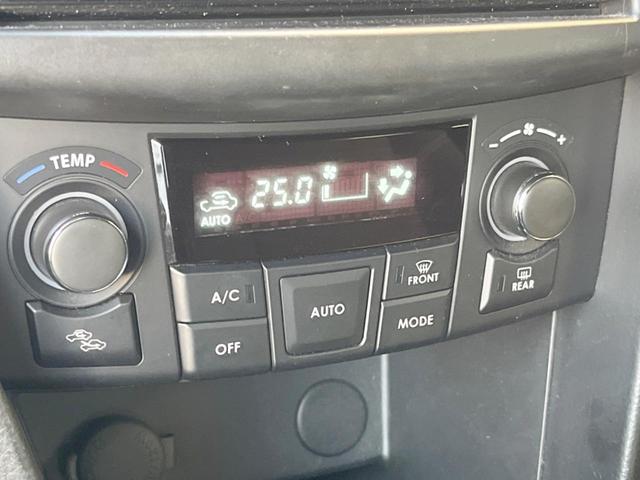 TEMP
AUTO 25.0
- +
A/C
AUTO
FRONT
REAR
OFF
MODE